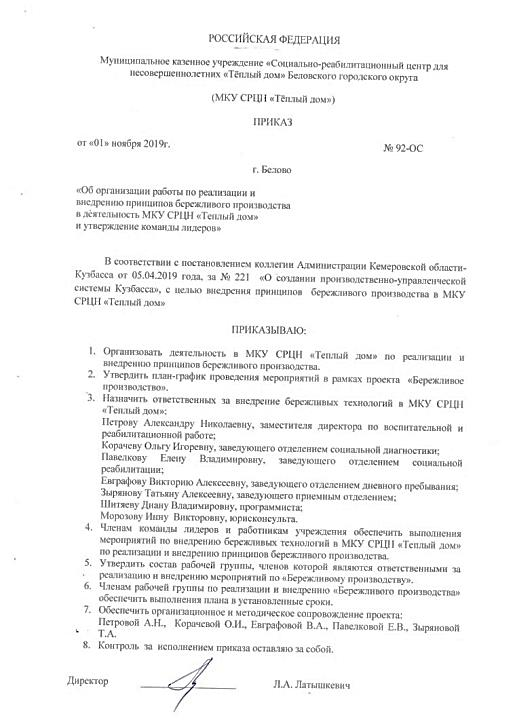 РОССИЙСКАЯ ФЕДЕРАЦИЯ
Муниципальное казенное учреждение «Социально-реабилитационный центр для
несовершеннолетних «Тёплый дом» Беловского городского округа
(МКУ СРЦН «Тёплый дом»)
ПРИКАЗ
от «01» ноября 2019г.
№ 92-ОС
г. Белово
«Об организации работы по реализации и
внедрению принципов бережливого производства
в деятельность МКУ СРЦН «Теплый дом»
и утверждение команды лидеров»
В соответствии с постановлением коллегии Администрации Кемеровской области-
Кузбасса от 05.04.2019 года, за № 221 «О создании производственно-управленческой
системы Кузбасса», с целью внедрения принципов бережливого производства в МКУ
СРЦН «Теплый дом»
ПРИКАЗЫВАЮ:
1. Организовать деятельность в МКУ СРЦН «Теплый дом» по реализации и
внедрению принципов бережливого производства.
2. Утвердить план-график проведения мероприятий в рамках проекта «Бережливое
производство».
3. Назначить ответственных за внедрение бережливых технологий в МКУ СРЦН
«Теплый дом»:
Петрову Александру Николаевну, заместителя директора по воспитательной и
реабилитационной работе;
Корачеву Ольгу Игоревну, заведующего отделением социальной диагностики;
Павелкову Елену Владимировну, заведующего отделением социальной
реабилитации;
Евграфову Викторию Алексеевну, заведующего отделением дневного пребывания;
Зырянову Татьяну Алексеевну, заведующего приемным отделением;
Шитяеву Диану Владимировну, программиста;
Морозову Инну Викторовну, юрисконсульта.
4. Членам команды лидеров и работникам учреждения обеспечить выполнения
мероприятий по внедрению бережливых технологий в МКУ СРЦН «Теплый дом»
по реализации и внедрению принципов бережливого производства.
5. Утвердить состав рабочей группы, членов которой являются ответственными за
реализацию и внедрению мероприятий по «Бережливому производству».
6. Членам рабочей группы по реализации и внедрению «Бережливого производства»
обеспечить выполнения плана в установленные сроки.
7. Обеспечить организационное и методическое сопровождение проекта:
Петровой А.Н., Корачевой О.И., Евграфовой В.А., Павелковой Е.В., Зыряновой
Т.А.
8. Контроль за исполнением приказа оставляю за собой.
Директор
Л.А. Латышкевич